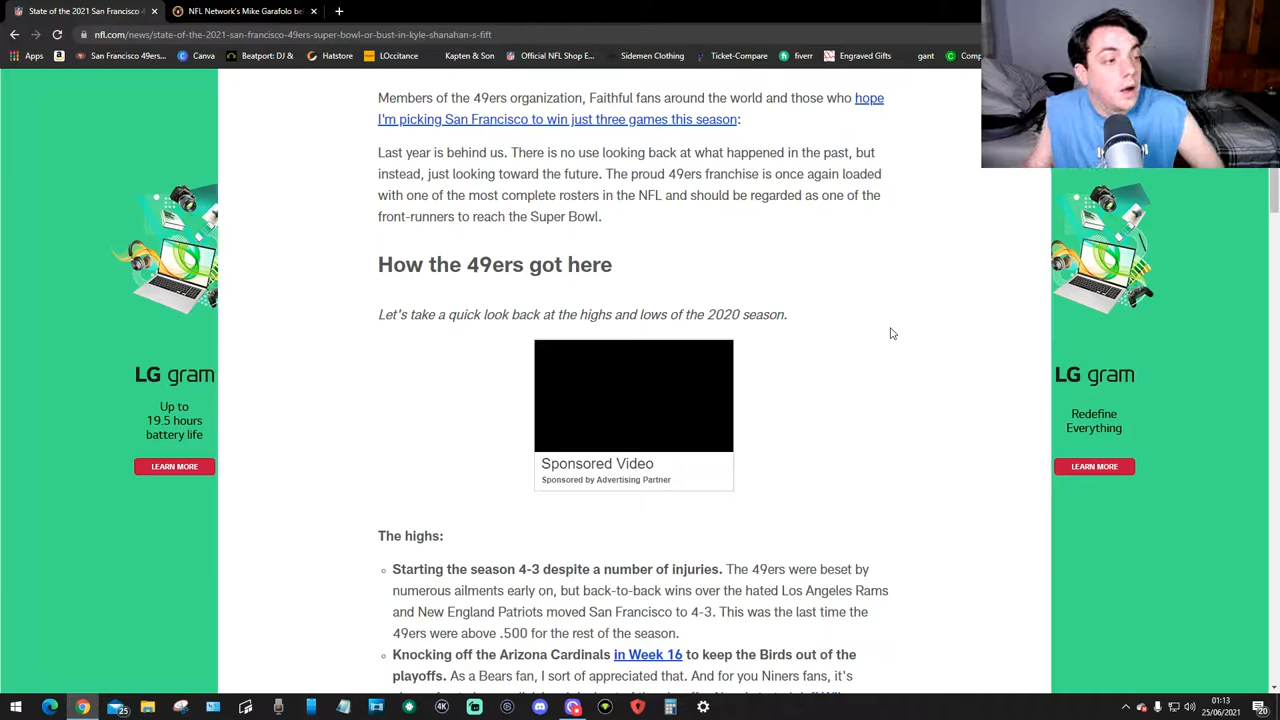 State of the 2021 San Francisco
NFL Network's Mike Garafolo be
nfl.com/news/state-of-the-2021-san-francisco-49ers-super-bowl-or-bust-in-kyle-shanahan-s-fift
Apps San Francisco 49ers... Canva Beatport: DJ & Hatstore LOccitance Kapten & Son Official NFL Shop E... Sidemen Clothing Ticket-Compare fiverr Engraved Gifts gant Comp
Members of the 49ers organization, Faithful fans around the world and those who hope
I'm picking San Francisco to win just three games this season:
Last year is behind us. There is no use looking back at what happened in the past, but
instead, just looking toward the future. The proud 49ers franchise is once again loaded
with one of the most complete rosters in the NFL and should be regarded as one of the
front-runners to reach the Super Bowl.
How the 49ers got here
Let's take a quick look back at the highs and lows of the 2020 season.
Sponsored Video
Sponsored by Advertising Partner
LG gram
Up to
19.5 hours
battery life
LEARN MORE
LG gram
Redefine
Everything
LEARN MORE
The highs:
Starting the season 4-3 despite a number of injuries. The 49ers were beset by
numerous ailments early on, but back-to-back wins over the hated Los Angeles Rams
and New England Patriots moved San Francisco to 4-3. This was the last time the
49ers were above .500 for the rest of the season.
Knocking off the Arizona Cardinals in Week 16 to keep the Birds out of the
playoffs. As a Bears fan, I sort of appreciated that. And for you Niners fans, it's
25
4K
01:13
25/06/2021
20